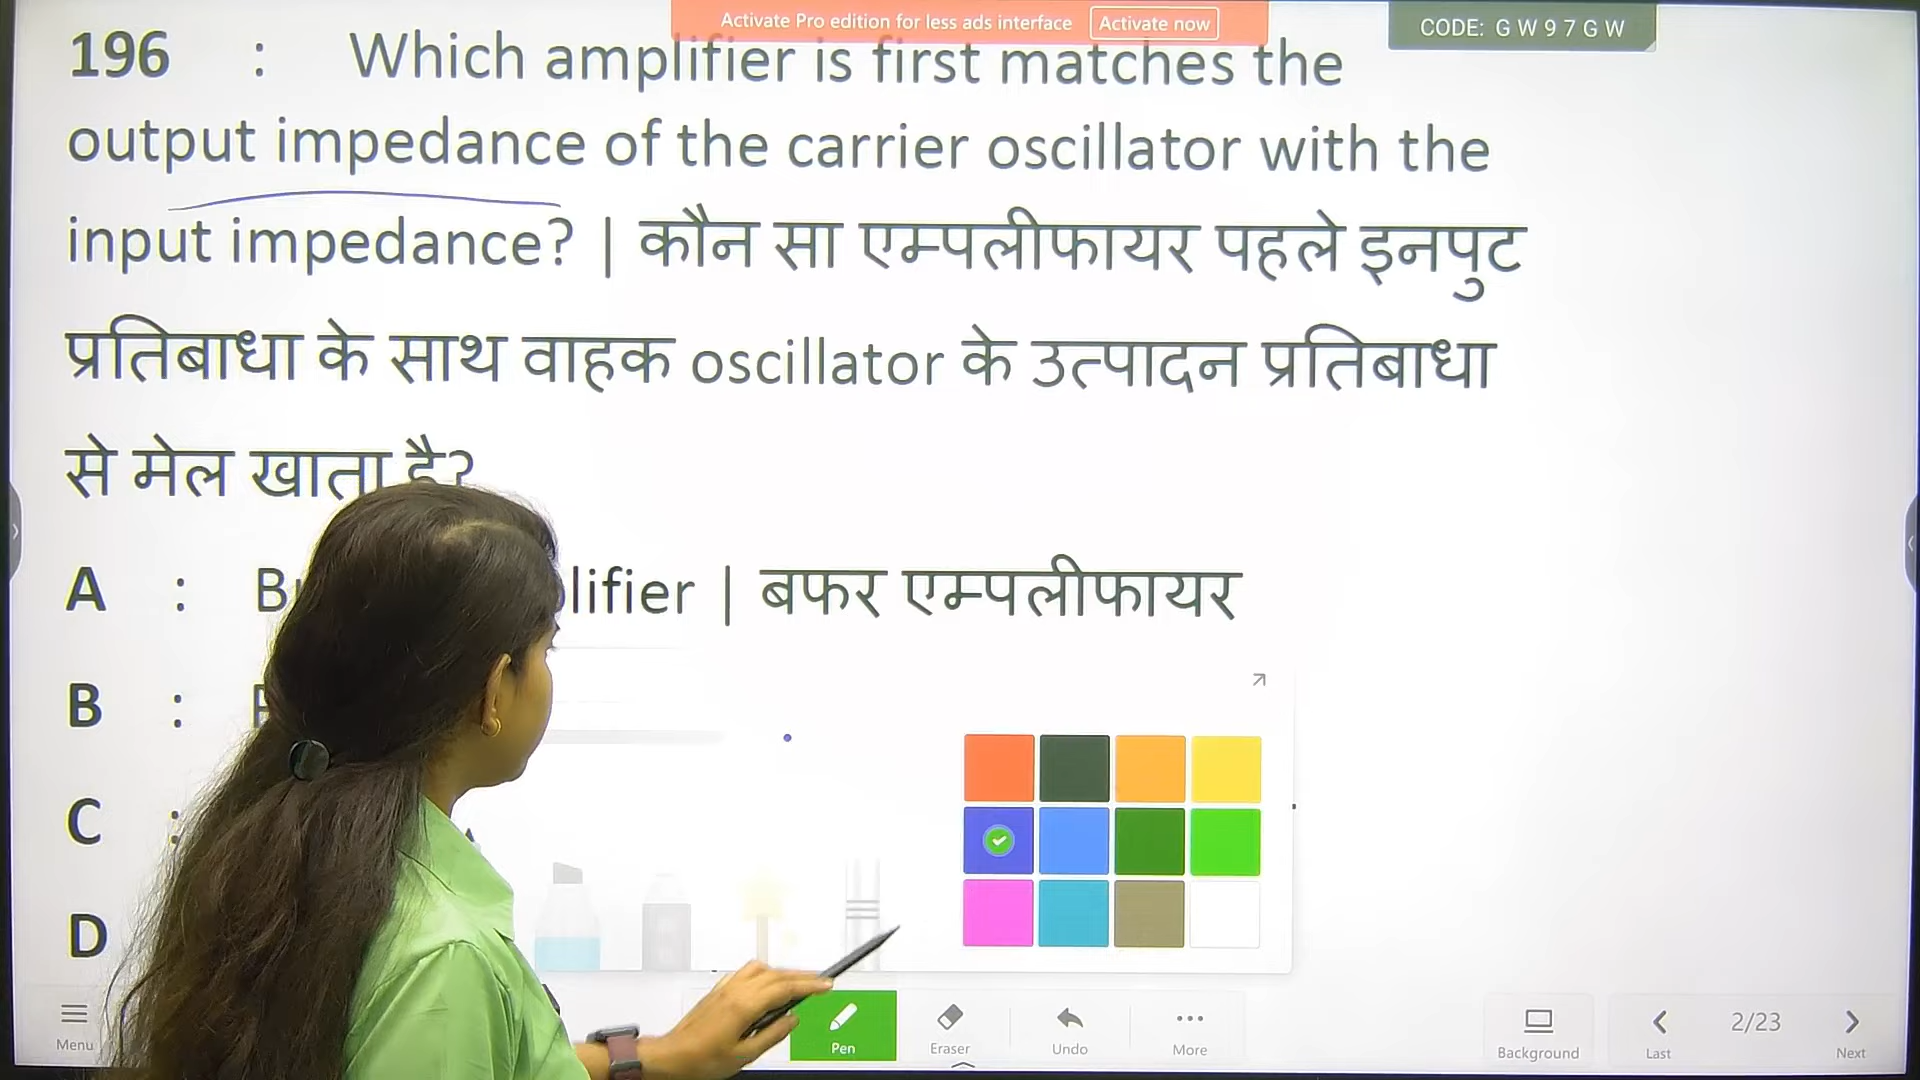 Activate Pro edition for less ads interface Activate now
CODE: G W 9 7 G W
196 : Which amplifier is first matches the
output impedance of the carrier oscillator with the
input impedance? | कौन सा एम्पलीफायर पहले इनपुट
प्रतिबाधा के साथ वाहक oscillator के उत्पादन प्रतिबाधा
से मेल खाता है?
A : | बफर एम्पलीफायर
B :
C :
D
Menu
Pen
Eraser
Undo
More
Background
Last
2/23
Next